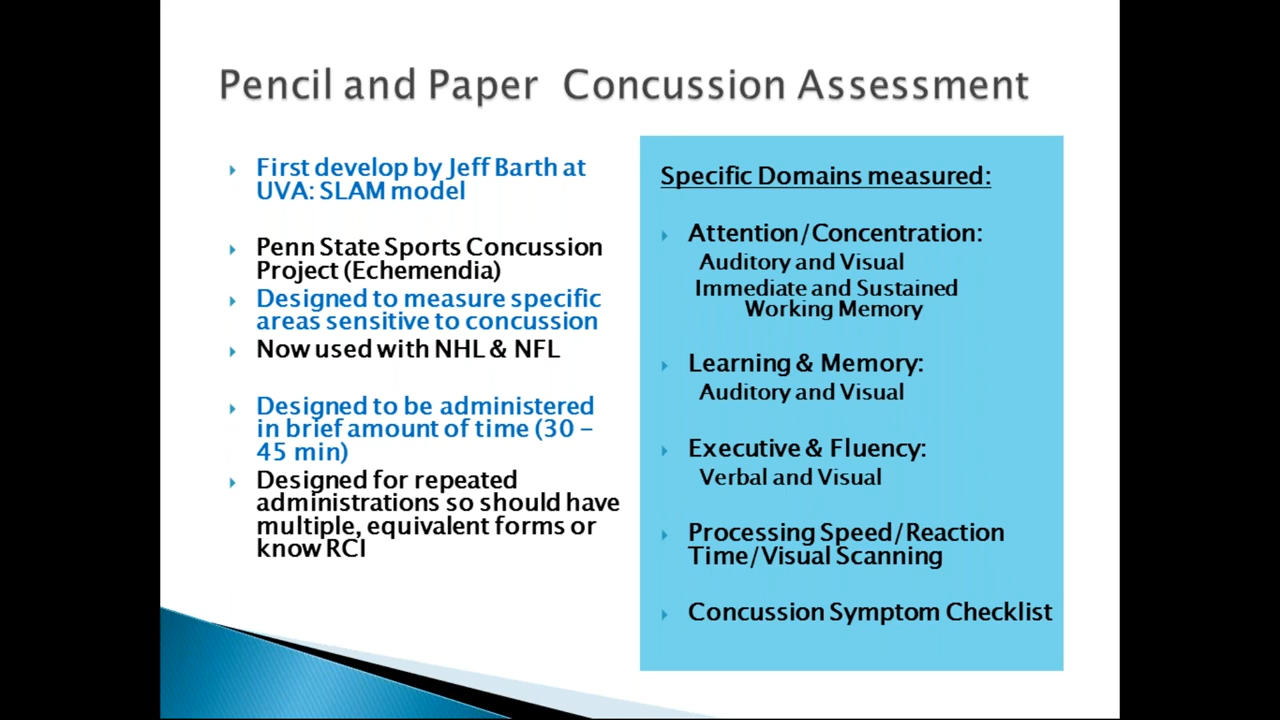 Pencil and Paper Concussion Assessment
First develop by Jeff Barth at
UVA: SLAM model
Penn State Sports Concussion
Project (Echemendia)
Designed to measure specific
areas sensitive to concussion
Now used with NHL & NFL
Designed to be administered
in brief amount of time (30 –
45 min)
Designed for repeated
administrations so should have
multiple, equivalent forms or
know RCI
Specific Domains measured:
Attention/Concentration:
Auditory and Visual
Immediate and Sustained
Working Memory
Learning & Memory:
Auditory and Visual
Executive & Fluency:
Verbal and Visual
Processing Speed/Reaction
Time/Visual Scanning
Concussion Symptom Checklist